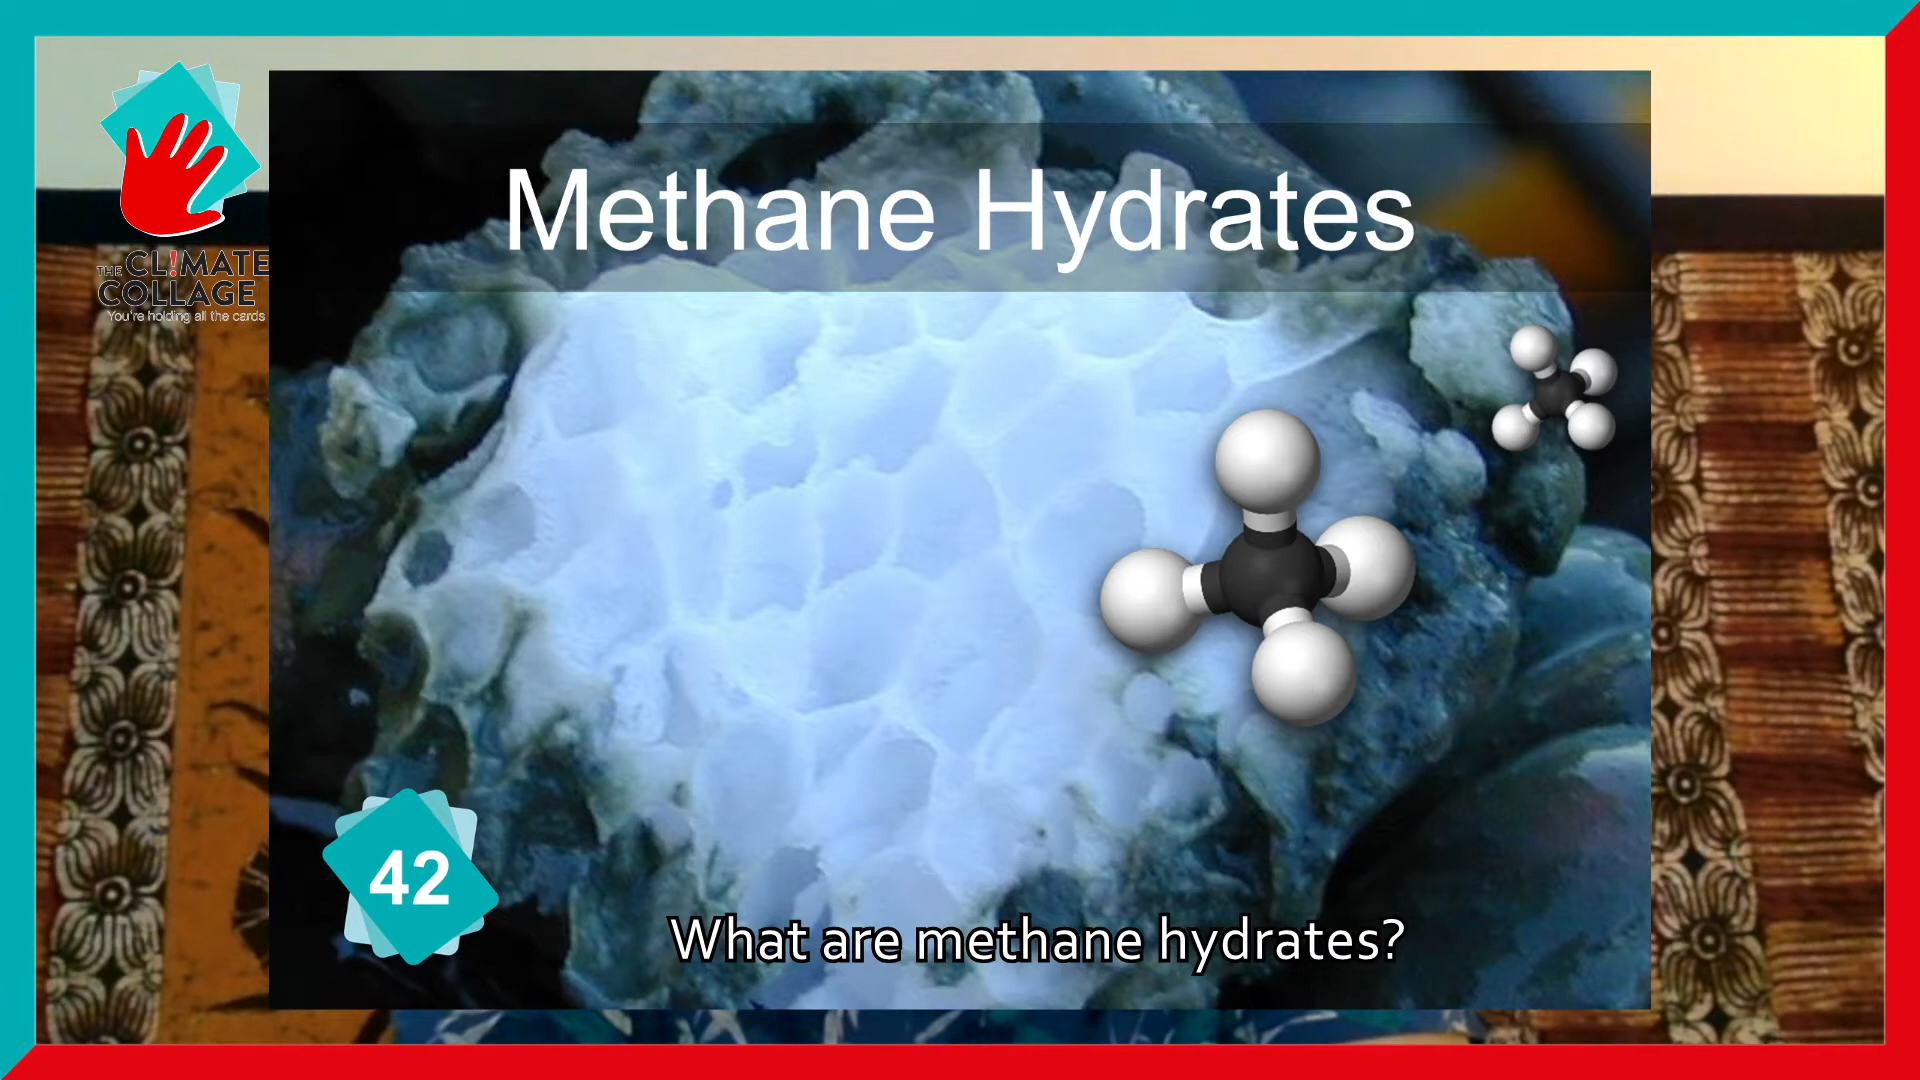 THE CL!MATE
COLLAGE
You're holding all the cards
Methane Hydrates
42
What are methane hydrates?